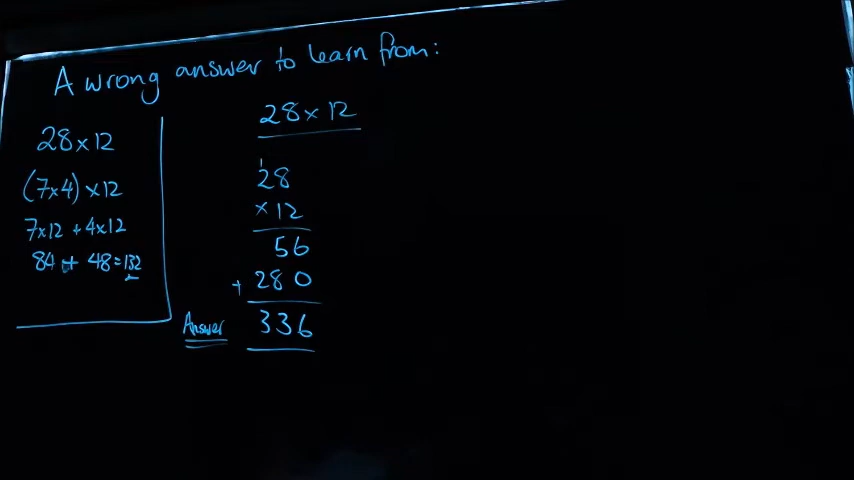 A wrong answer to learn from:
28 × 12
(7×4) × 12
7×12 + 4×12
84 + 48 = 132
28 × 12
1
28
× 12
56
+ 280
Answer 336